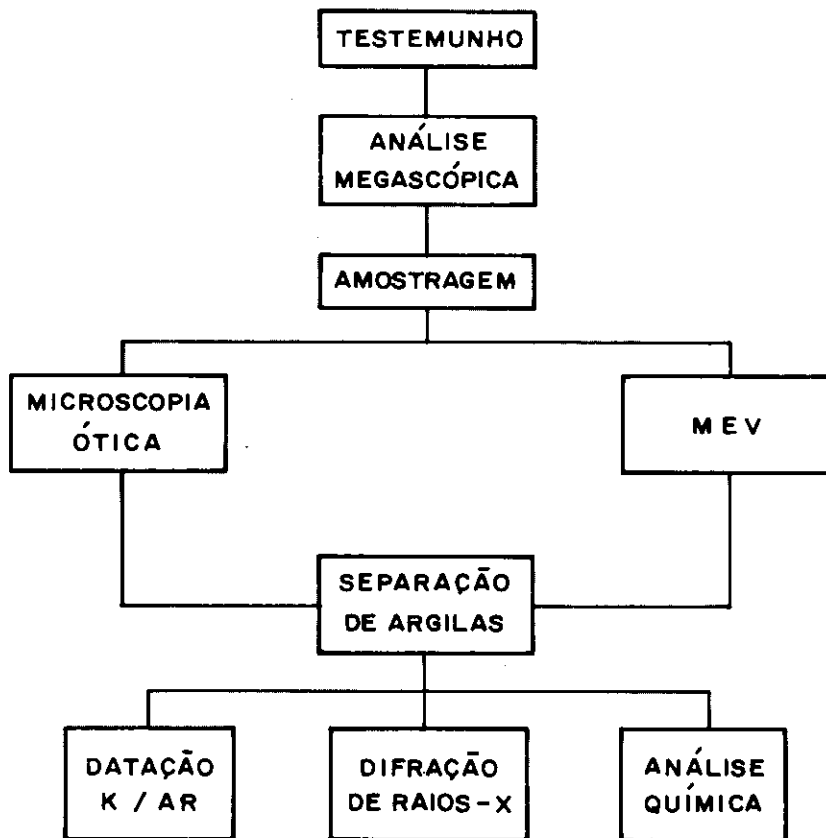 TESTEMUNHO
ANÁLISE
MEGASCÓPICA
AMOSTRAGEM
MICROSCOPIA
ÓTICA
MEV
SEPARAÇÃO
DE ARGILAS
DATAÇÃO
K / AR
DIFRAÇÃO
DE RAIOS-X
ANÁLISE
QUÍMICA